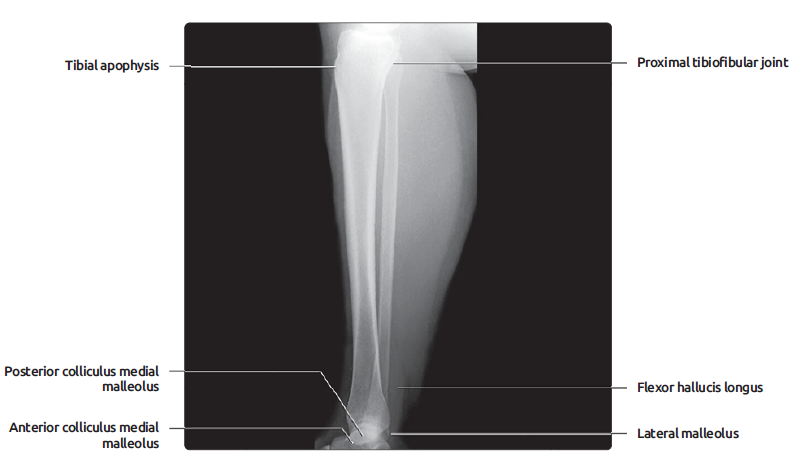 Tibial apophysis
Proximal tibiofibular joint
Posterior colliculus medial
malleolus
Flexor hallucis longus
Anterior colliculus medial
malleolus
Lateral malleolus